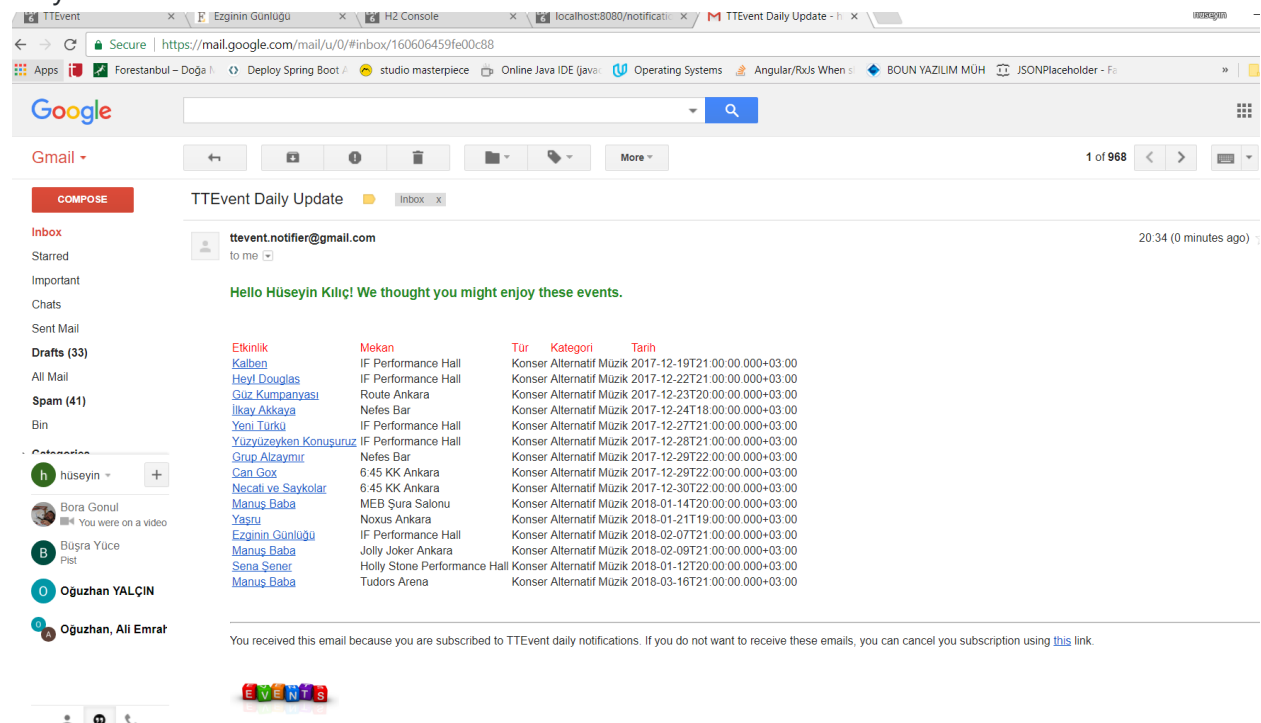 TTEvent Ezginin Günlüğü H2 Console localhost:8080/notificatic TTEvent Daily Update - h
Secure https://mail.google.com/mail/u/0/#inbox/160606459fe00c88
Apps Forestanbul – Doğa Deploy Spring Boot studio masterpiece Online Java IDE (javac Operating Systems Angular/RxJs When s BOUN YAZILIM MÜH JSONPlaceholder - Fa »
Google
Gmail More 1 of 968
COMPOSE TTEvent Daily Update Inbox x
Inbox
Starred
Important
Chats
Sent Mail
Drafts (33)
All Mail
Spam (41)
Bin
Categories
ttevent.notifier@gmail.com 20:34 (0 minutes ago)
to me
Hello Hüseyin Kılıç! We thought you might enjoy these events.
Etkinlik Mekan Tür Kategori Tarih
Kalben IF Performance Hall Konser Alternatif Müzik 2017-12-19T21:00:00.000+03:00
Hey! Douglas IF Performance Hall Konser Alternatif Müzik 2017-12-22T21:00:00.000+03:00
Güz Kumpanyası Route Ankara Konser Alternatif Müzik 2017-12-23T20:00:00.000+03:00
İlkay Akkaya Nefes Bar Konser Alternatif Müzik 2017-12-24T18:00:00.000+03:00
Yeni Türkü IF Performance Hall Konser Alternatif Müzik 2017-12-27T21:00:00.000+03:00
Yüzyüzeyken Konuşuruz IF Performance Hall Konser Alternatif Müzik 2017-12-28T21:00:00.000+03:00
Grup Alzaymır Nefes Bar Konser Alternatif Müzik 2017-12-29T22:00:00.000+03:00
Can Gox 6:45 KK Ankara Konser Alternatif Müzik 2017-12-29T22:00:00.000+03:00
Necati ve Saykolar 6:45 KK Ankara Konser Alternatif Müzik 2017-12-30T22:00:00.000+03:00
Manuş Baba MEB Şura Salonu Konser Alternatif Müzik 2018-01-14T20:00:00.000+03:00
Yaşru Noxus Ankara Konser Alternatif Müzik 2018-01-21T19:00:00.000+03:00
Ezginin Günlüğü IF Performance Hall Konser Alternatif Müzik 2018-02-07T21:00:00.000+03:00
Manuş Baba Jolly Joker Ankara Konser Alternatif Müzik 2018-02-09T21:00:00.000+03:00
Sena Şener Holly Stone Performance Hall Konser Alternatif Müzik 2018-01-12T20:00:00.000+03:00
Manuş Baba Tudors Arena Konser Alternatif Müzik 2018-03-16T21:00:00.000+03:00
You received this email because you are subscribed to TTEvent daily notifications. If you do not want to receive these emails, you can cancel you subscription using this link.
EVENTS
h hüseyin +
Bora Gonul
You were on a video
B Büşra Yüce
Pist
O Oğuzhan YALÇIN
O A Oğuzhan, Ali Emrah